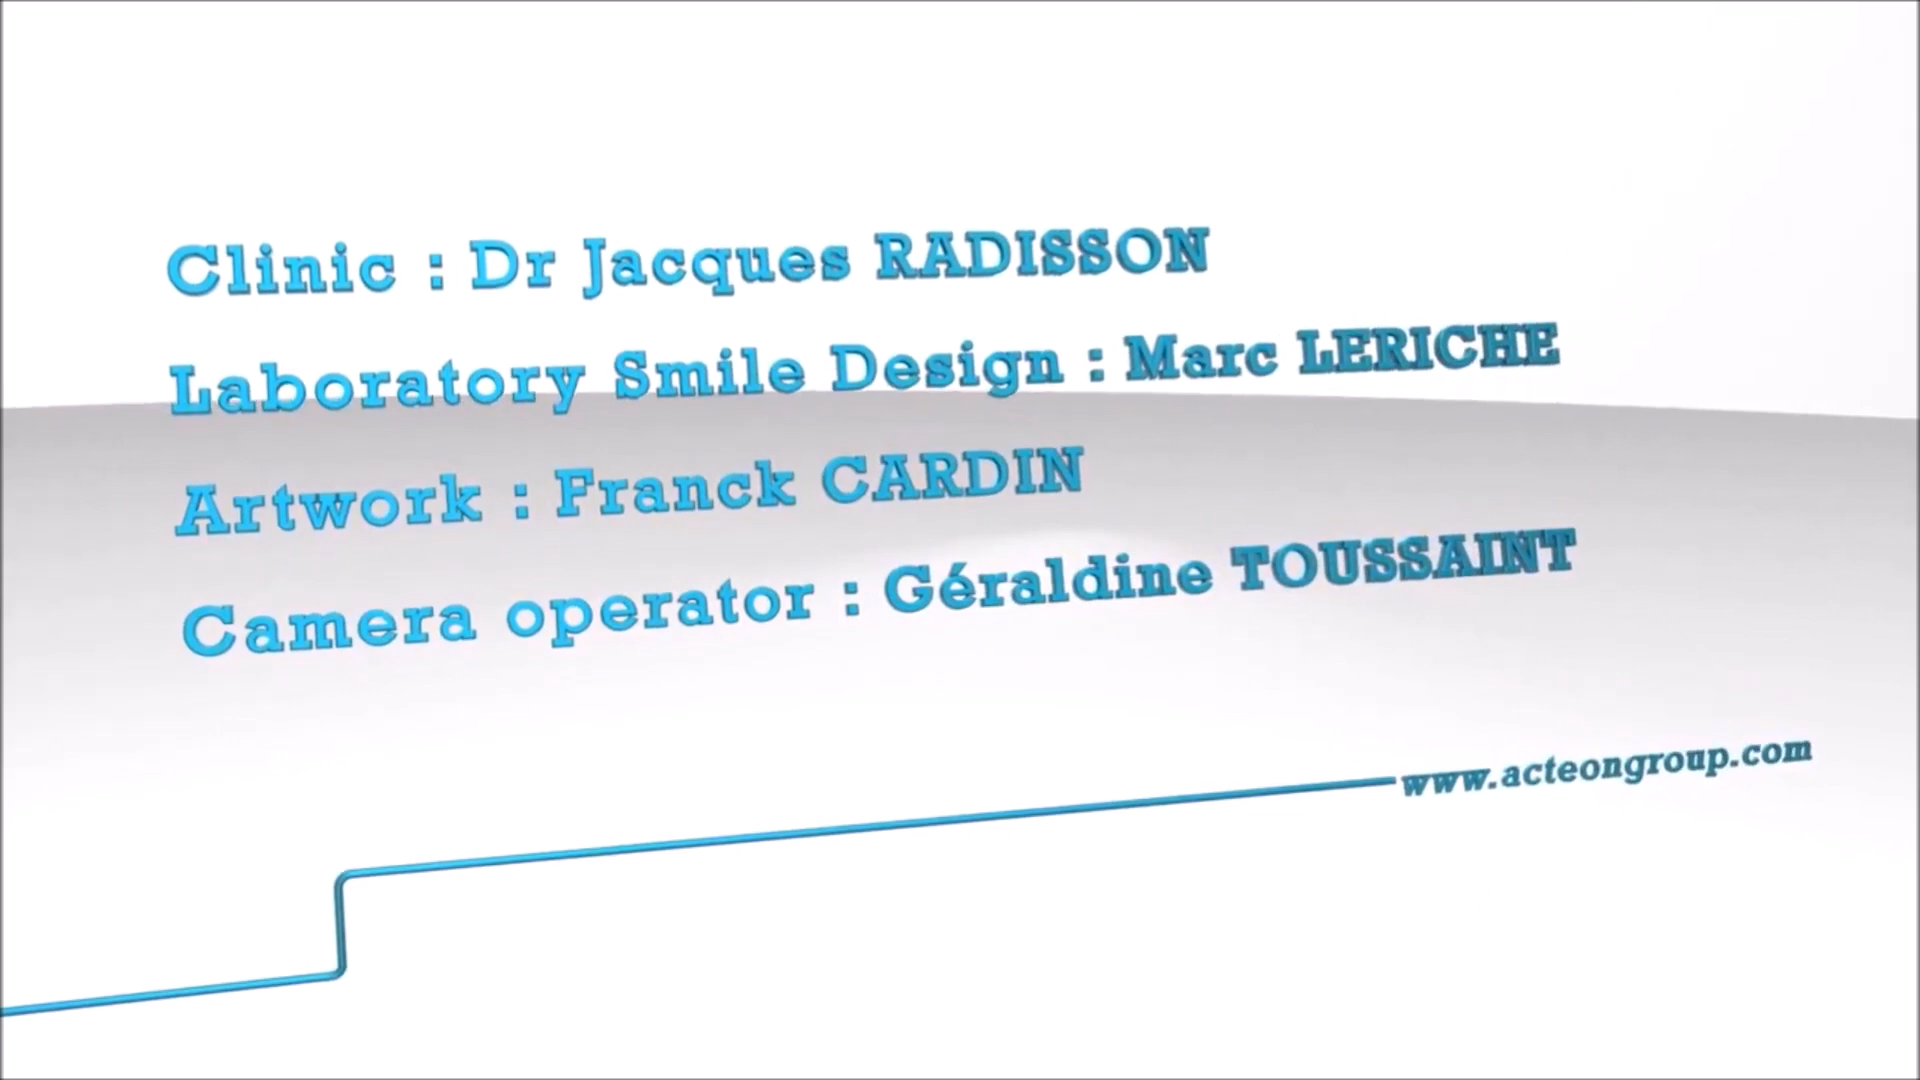 Clinic : Dr Jacques RADISSON
Laboratory Smile Design : Marc LERICHE
Artwork : Franck CARDIN
Camera operator : Géraldine TOUSSAINT
www.acteongroup.com